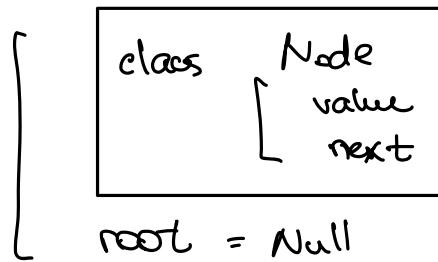 class Node
value
next
root = Null